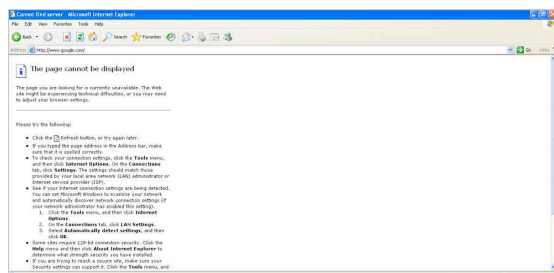 Cannot find server - Microsoft Internet Explorer
File Edit View Favorites Tools Help
Back Search Favorites
Address http://www.google.com/ Go Links
The page cannot be displayed
The page you are looking for is currently unavailable. The Web
site might be experiencing technical difficulties, or you may need
to adjust your browser settings.
Please try the following:
Click the Refresh button, or try again later.
If you typed the page address in the Address bar, make
sure that it is spelled correctly.
To check your connection settings, click the Tools menu,
and then click Internet Options. On the Connections
tab, click Settings. The settings should match those
provided by your local area network (LAN) administrator or
Internet service provider (ISP).
See if your Internet connection settings are being detected.
You can set Microsoft Windows to examine your network
and automatically discover network connection settings (if
your network administrator has enabled this setting).
1. Click the Tools menu, and then click Internet
Options.
2. On the Connections tab, click LAN Settings.
3. Select Automatically detect settings, and then
click OK.
Some sites require 128-bit connection security. Click the
Help menu and then click About Internet Explorer to
determine what strength security you have installed.
If you are trying to reach a secure site, make sure your
Security settings can support it. Click the Tools menu, and